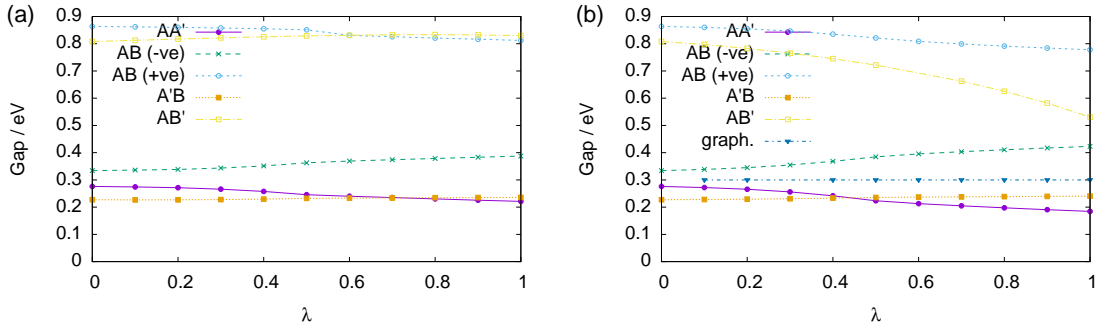 (a)
Gap / eV
0.9
0.8
0.7
0.6
0.5
0.4
0.3
0.2
0.1
0
0 0.2 0.4 0.6 0.8 1
λ
AA'
AB (-ve)
AB (+ve)
A'B
AB'
(b)
Gap / eV
0.9
0.8
0.7
0.6
0.5
0.4
0.3
0.2
0.1
0
0 0.2 0.4 0.6 0.8 1
λ
AA'
AB (-ve)
AB (+ve)
A'B
AB'
graph.